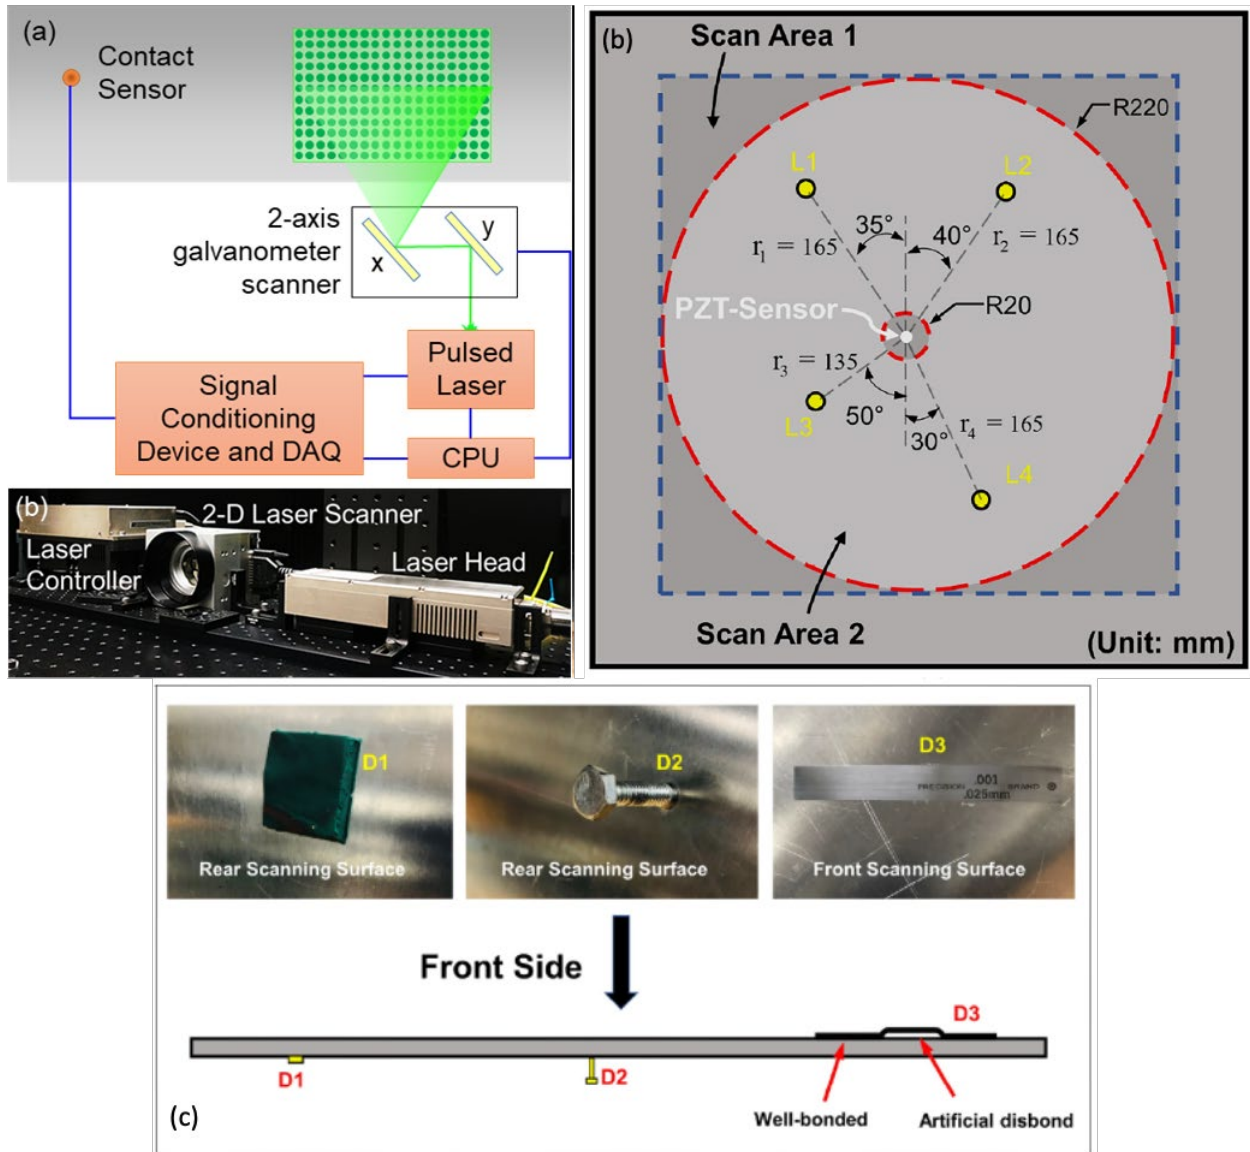 (a)
Contact
Sensor
2-axis
galvanometer
scanner
x
y
Pulsed
Laser
Signal
Conditioning
Device and DAQ
CPU
(b)
2-D Laser Scanner
Laser
Controller
Laser Head
(b)
Scan Area 1
R220
L1
L2
35°
40°
r₁ = 165
r₂ = 165
PZT-Sensor
R20
r₃ = 135
L3
50°
30°
r₄ = 165
L4
Scan Area 2
(Unit: mm)
D1
Rear Scanning Surface
D2
Rear Scanning Surface
D3
.001
PRECISION BRAND ®
.025mm
Front Scanning Surface
Front Side
D1
D2
D3
Well-bonded
Artificial disbond
(c)